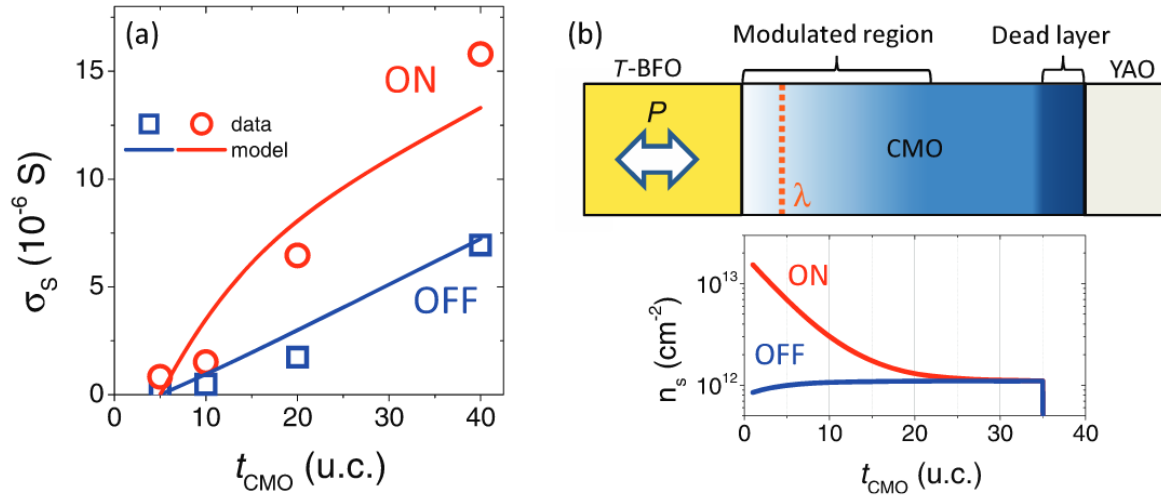 (a)
ON
OFF
data
model
σS (10⁻⁶ S)
15
10
5
0
0 10 20 30 40
tCMO (u.c.)
(b)
Modulated region
Dead layer
T-BFO
YAO
P
CMO
λ
ns (cm⁻²)
10¹³
10¹²
ON
OFF
0 10 20 30 40
tCMO (u.c.)